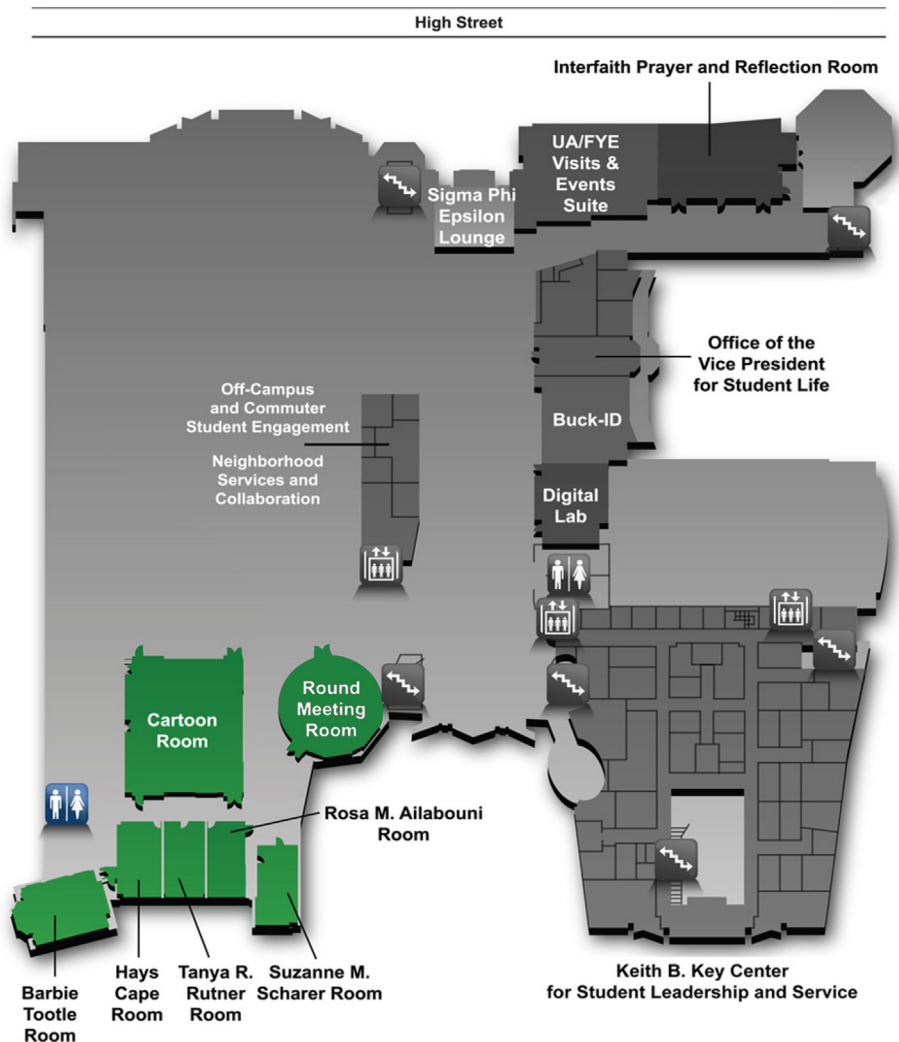 High Street
Interfaith Prayer and Reflection Room
UA/FYE
Visits &
Events
Suite
Sigma Phi
Epsilon
Lounge
Office of the
Vice President
for Student Life
Off-Campus
and Commuter
Student Engagement
Neighborhood
Services and
Collaboration
Buck-ID
Digital
Lab
Round
Meeting
Room
Cartoon
Room
Rosa M. Ailabouni
Room
Barbie
Tootle
Room
Hays
Cape
Room
Tanya R.
Rutner
Room
Suzanne M.
Scharer Room
Keith B. Key Center
for Student Leadership and Service